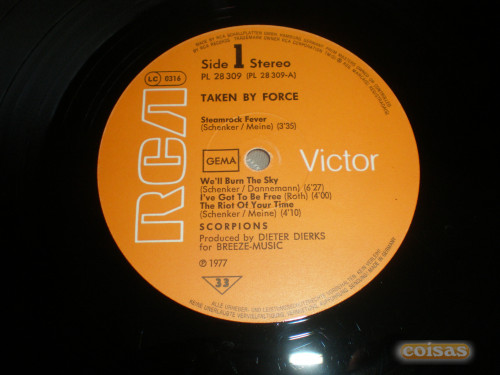 RCA
LC 0316
Side 1 Stereo
PL 28309 (PL 28309-A)
TAKEN BY FORCE
Steamrock Fever
(Schenker / Meine) (3'35)
GEMA
Victor
We'll Burn The Sky
(Schenker / Dannemann) (6'27)
I've Got To Be Free (Roth) (4'00)
The Riot Of Your Time
(Schenker / Meine) (4'10)
SCORPIONS
Produced by DIETER DIERKS
for BREEZE-MUSIC
℗ 1977
33
coisas